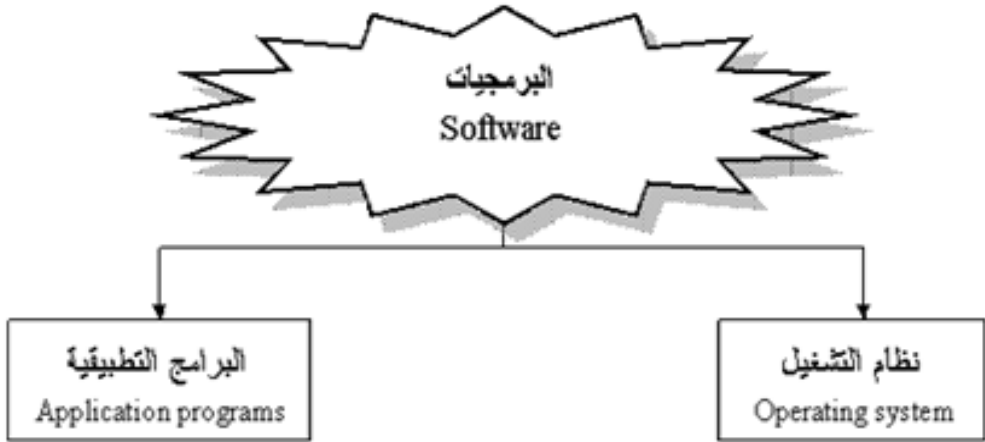 البرمجيات
Software
نظام التشغيل
Operating system
البرامج التطبيقية
Application programs